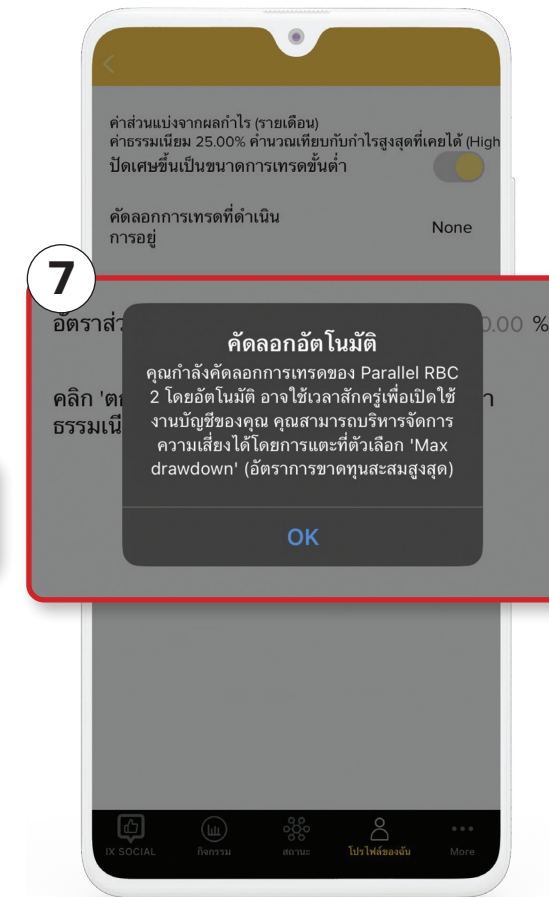 ค่าส่วนแบ่งจากผลกำไร (รายเดือน)
ค่าธรรมเนียม 25.00% คำนวณเทียบกับกำไรสูงสุดที่เคยได้ (High
ปัดเศษขึ้นเป็นขนาดการเทรดขั้นต่ำ
คัดลอกการเทรดที่ดำเนิน
การอยู่
None
7
อัตราส่ว
0.00 %
คัดลอกอัตโนมัติ
คุณกำลังคัดลอกการเทรดของ Parallel RBC
2 โดยอัตโนมัติ อาจใช้เวลาสักครู่เพื่อเปิดใช้
งานบัญชีของคุณ คุณสามารถบริหารจัดการ
ความเสี่ยงได้โดยการแตะที่ตัวเลือก 'Max
drawdown' (อัตราการขาดทุนสะสมสูงสุด)
คลิก
ธรรมเนี
OK
IX SOCIAL
กิจกรรม
สถานะ
โปรไฟล์ของฉัน
More